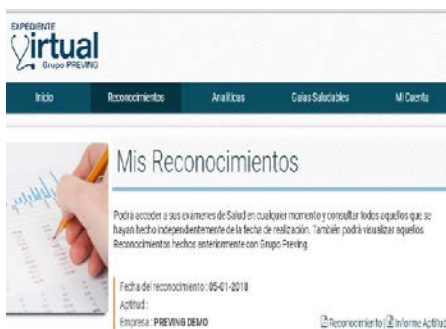 EXPEDIENTE
Virtual
Grupo PREVING
Inicio Reconocimientos Analíticas Guías Saludables Mi Cuenta
Mis Reconocimientos
Podrá acceder a sus exámenes de Salud en cualquier momento y consultar todos aquellos que se
hayan hecho independientemente de la fecha de realización. También podrá visualizar aquellos
Reconocimientos hechos anteriormente con Grupo Preving.
Fecha del reconocimiento : 05-01-2018
Aptitud :
Empresa : PREVING DEMO Reconocimiento | Informe Aptitud